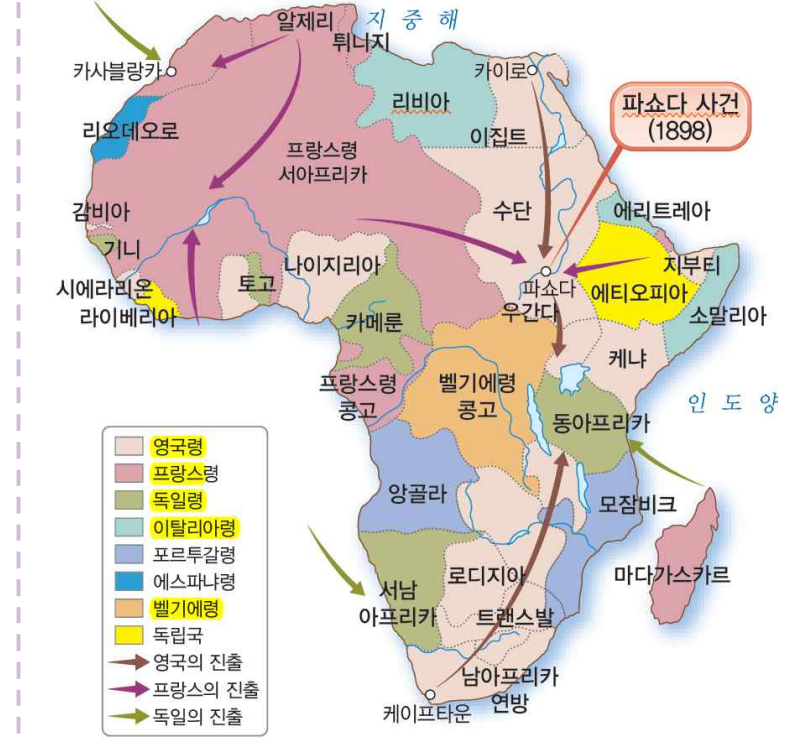 지 중 해
알제리
튀니지
카사블랑카
카이로
리비아
파쇼다 사건
(1898)
리오데오로
이집트
프랑스령
서아프리카
감비아
수단
에리트레아
기니
나이지리아
지부티
시에라리온
토고
파쇼다
에티오피아
라이베리아
우간다
소말리아
카메룬
케냐
프랑스령
콩고
벨기에령
콩고
인 도 양
동아프리카
앙골라
모잠비크
서남
아프리카
로디지아
마다가스카르
트랜스발
남아프리카
연방
케이프타운
영국령
프랑스령
독일령
이탈리아령
포르투갈령
에스파냐령
벨기에령
독립국
영국의 진출
프랑스의 진출
독일의 진출